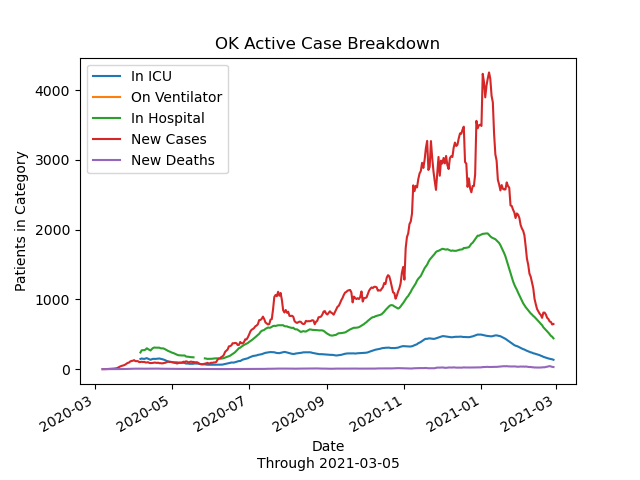 OK Active Case Breakdown
In ICU
On Ventilator
In Hospital
New Cases
New Deaths
Patients in Category
4000
3000
2000
1000
0
2020-03
2020-05
2020-07
2020-09
2020-11
2021-01
2021-03
Date
Through 2021-03-05